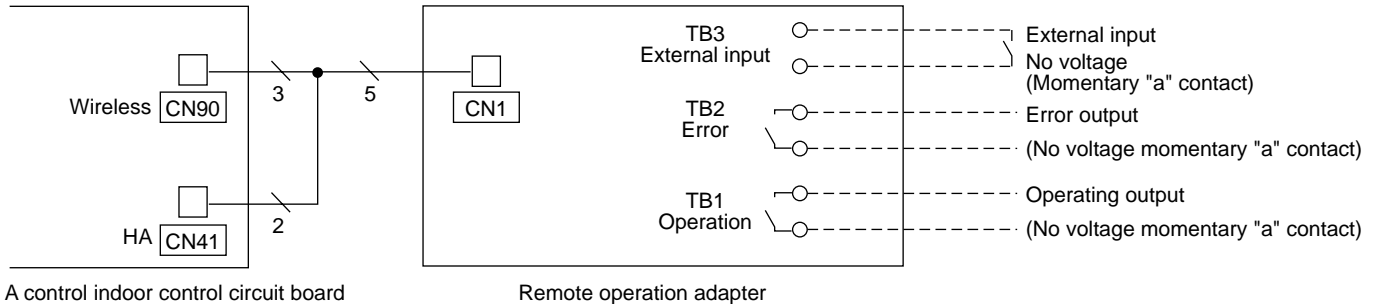 TB3
External input
External input
No voltage
(Momentary "a" contact)
Wireless
CN90
3
5
CN1
TB2
Error
Error output
(No voltage momentary "a" contact)
HA
CN41
2
TB1
Operation
Operating output
(No voltage momentary "a" contact)
A control indoor control circuit board
Remote operation adapter